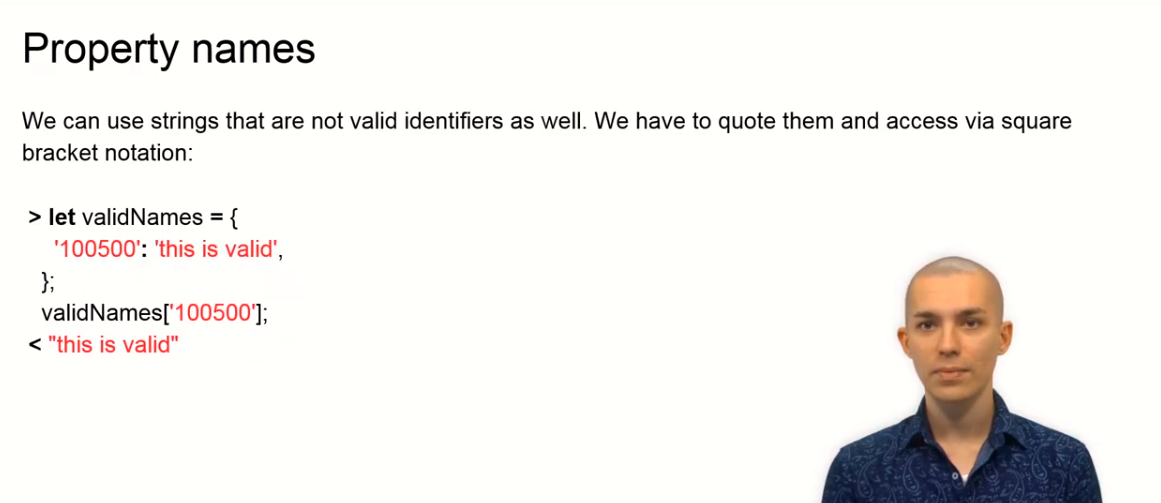 Property names
We can use strings that are not valid identifiers as well. We have to quote them and access via square
bracket notation:
> let validNames = {
'100500': 'this is valid',
};
validNames['100500'];
< "this is valid"